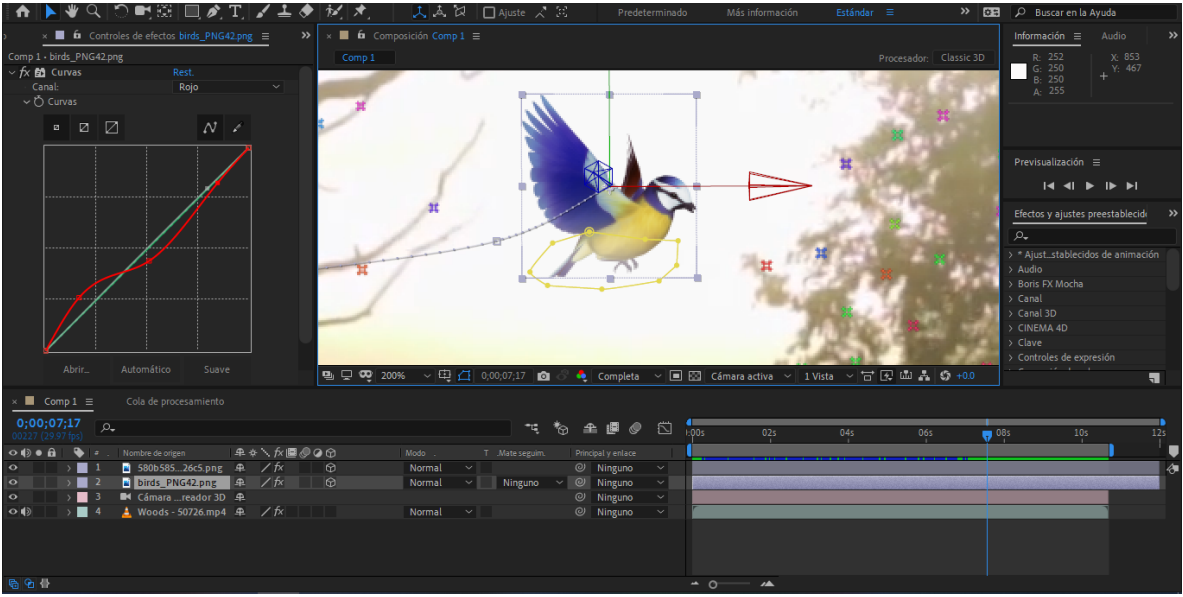 Ajuste
Predeterminado
Más información
Estándar
Buscar en la Ayuda
Controles de efectos birds_PNG42.png
Composición Comp 1
Información
Audio
Comp 1 • birds_PNG42.png
fx Curvas Rest.
Canal: Rojo
Curvas
Abrir...
Automático
Suave
Comp 1
Procesador: Classic 3D
R: 252
G: 250
B: 250
A: 255
X: 853
Y: 467
Previsualización
Efectos y ajustes preestablecid
* Ajust...stablecidos de animación
Audio
Boris FX Mocha
Canal
Canal 3D
CINEMA 4D
Clave
Controles de expresión
200%
0;00;07;17
Completa
Cámara activa
1 Vista
+0.0
Comp 1
Cola de procesamiento
0;00;07;17
00227 (29.97 fps)
:00s 02s 04s 06s 08s 10s 12s
# Nombre de origen fx Modo T .Mate seguim. Principal y enlace
1 580b585...26c5.png fx Normal Ninguno
2 birds_PNG42.png fx Normal Ninguno Ninguno
3 Cámara ...reador 3D Ninguno
4 Woods - 50726.mp4 fx Normal Ninguno